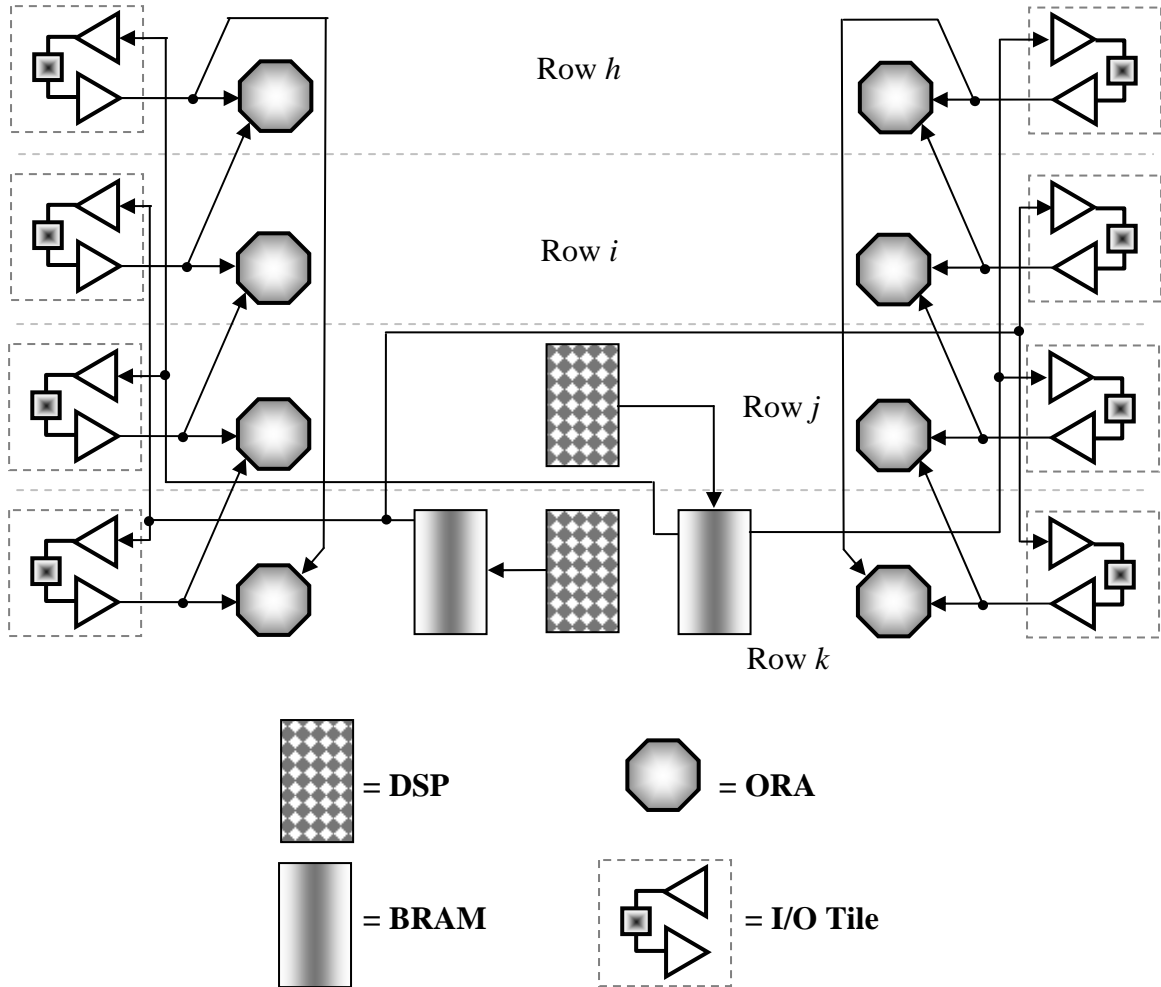 Row h
Row i
Row j
Row k
= DSP
= ORA
= BRAM
= I/O Tile